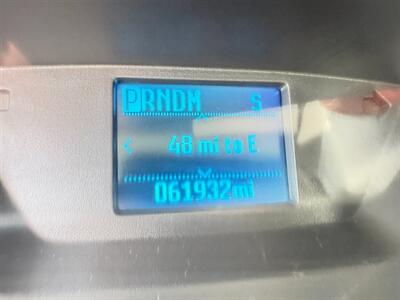 PRNDM S
< 48 mi to E
061932mi